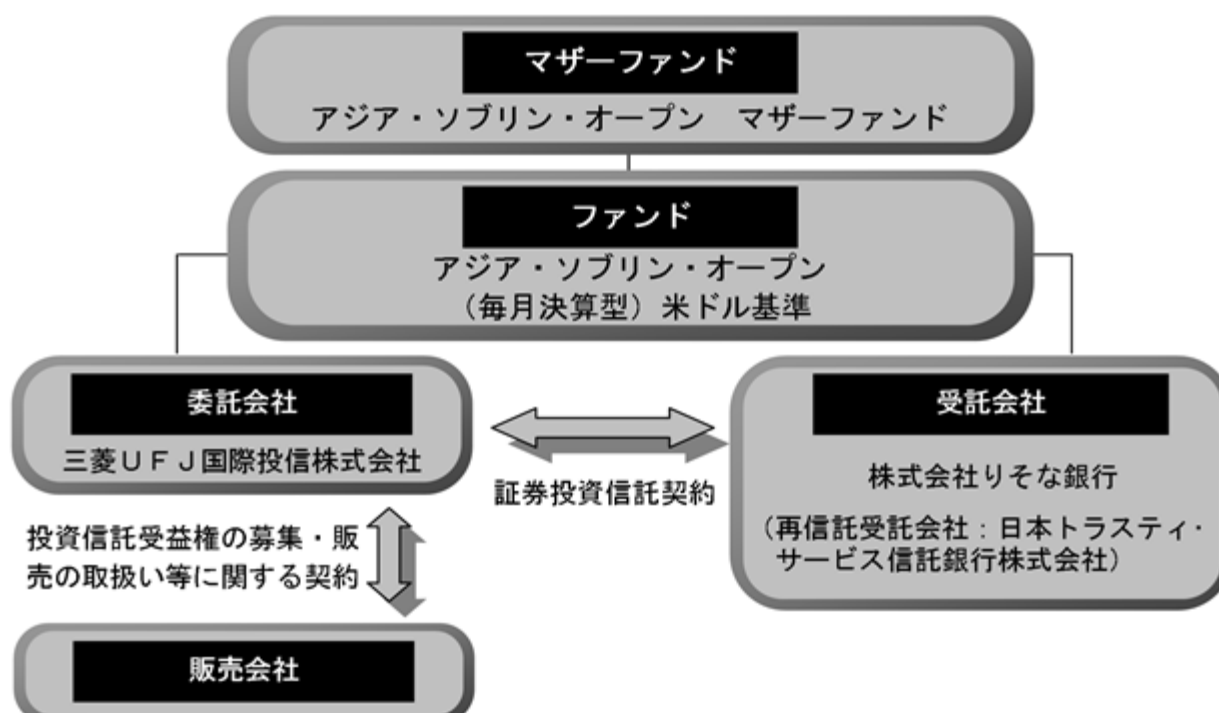 マザーファンド
アジア・ソブリン・オープン　マザーファンド
ファンド
アジア・ソブリン・オープン
（毎月決算型）米ドル基準
委託会社
三菱ＵＦＪ国際投信株式会社
証券投資信託契約
受託会社
株式会社りそな銀行
（再信託受託会社：日本トラスティ・
サービス信託銀行株式会社）
投資信託受益権の募集・販
売の取扱い等に関する契約
販売会社